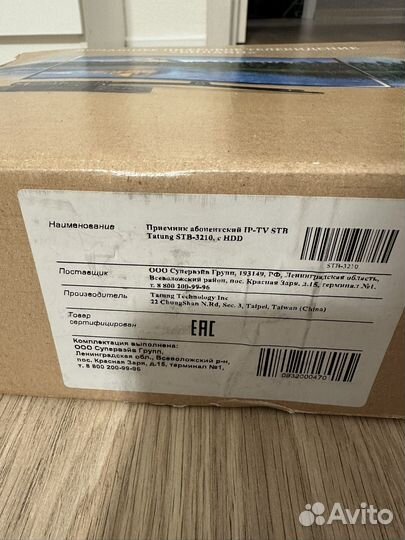 ТЕЛЕВИДЕНИЕ
Наименование
Приемник абонентский IP-TV STB
Tatung STB-3210, с HDD
STB-3210
Поставщик
ООО Супервэйв Групп, 193149, РФ, Ленинградская область,
Всеволожский район, пос. Красная Заря, д.15, терминал №1.
т. 8 800 200-99-96
Производитель
Tatung Technology Inc
22 ChungShan N.Rd, Sec. 3, Taipei, Taiwan (China)
Товар
сертифицирован
EAC
Комплектация выполнена:
ООО Супервэйв Групп,
Ленинградская обл., Всеволожский р-н,
пос. Красная Заря, д.15, терминал №1.
т. 8 800 200-99-96
0932000470
Avito